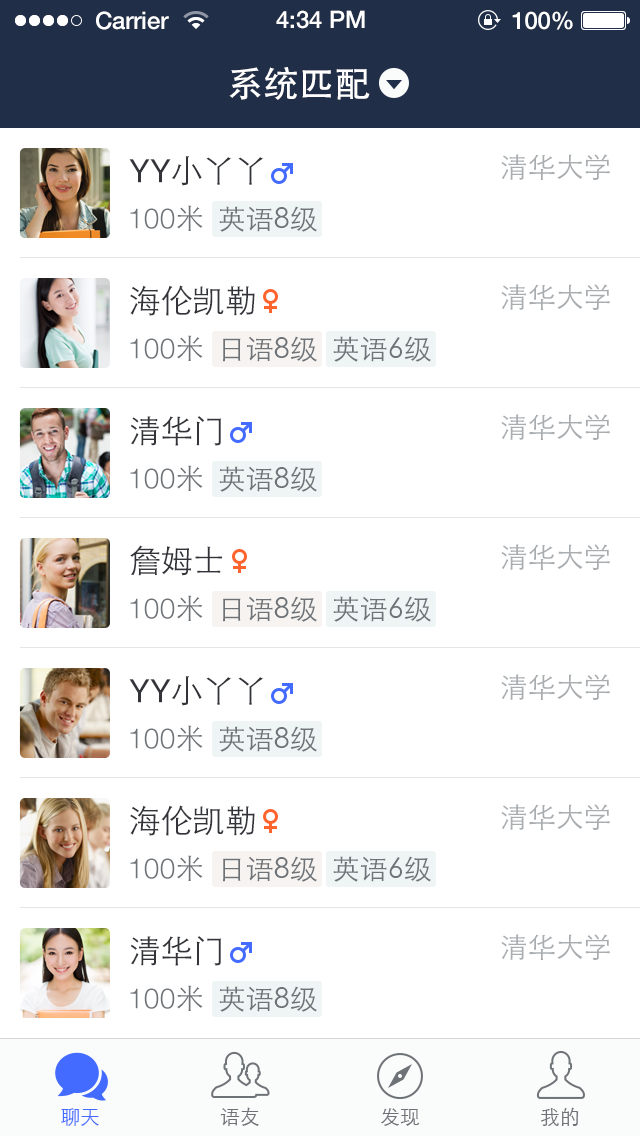 Carrier 4:34 PM 100%
系统匹配
YY小丫丫 清华大学
100米 英语8级
海伦凯勒 清华大学
100米 日语8级 英语6级
清华门 清华大学
100米 英语8级
詹姆士 清华大学
100米 日语8级 英语6级
YY小丫丫 清华大学
100米 英语8级
海伦凯勒 清华大学
100米 日语8级 英语6级
清华门 清华大学
100米 英语8级
聊天 语友 发现 我的